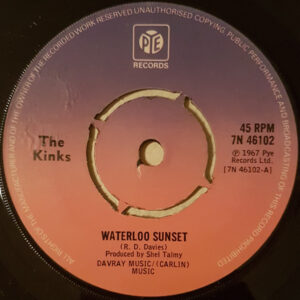 UNAUTHORISED COPYING, PUBLIC PERFORMANCE AND BROADCASTING OF THIS RECORD PROHIBITED.
ALL RIGHTS OF THE MANUFACTURER AND OF THE OWNER OF THE RECORDED WORK RESERVED
PYE
RECORDS
The
Kinks
45 RPM
7N 46102
℗ 1967 Pye
Records Ltd.
[7N 46102-A]
WATERLOO SUNSET
(R. D. Davies)
Produced by Shel Talmy
DAVRAY MUSIC/(CARLIN)
MUSIC